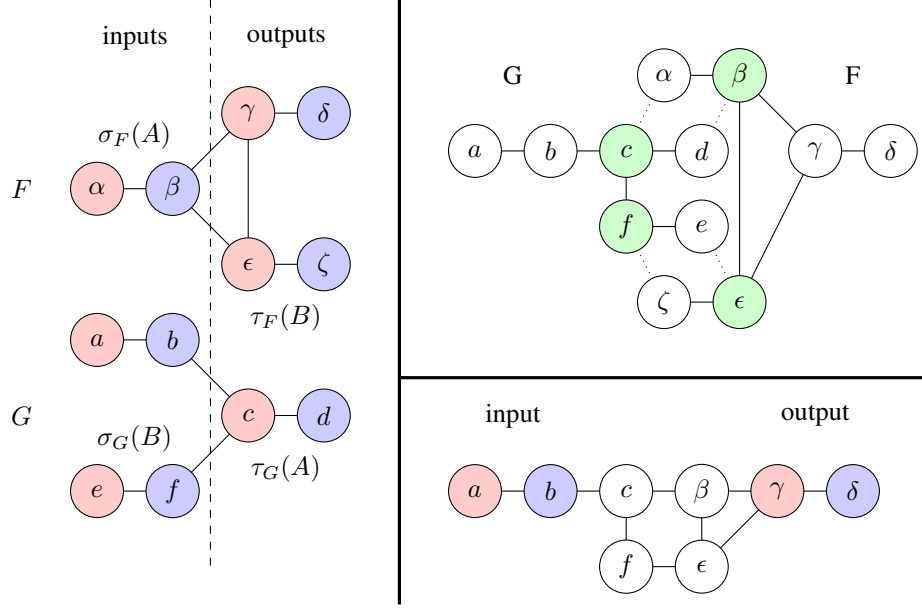 inputs outputs
σ_F(A)
γ δ
F α β
ϵ ζ
τ_F(B)
a b
G c d
σ_G(B)
τ_G(A)
e f
G α β F
a b c d γ δ
f e
ζ ϵ
input output
a b c β γ δ
f ϵ